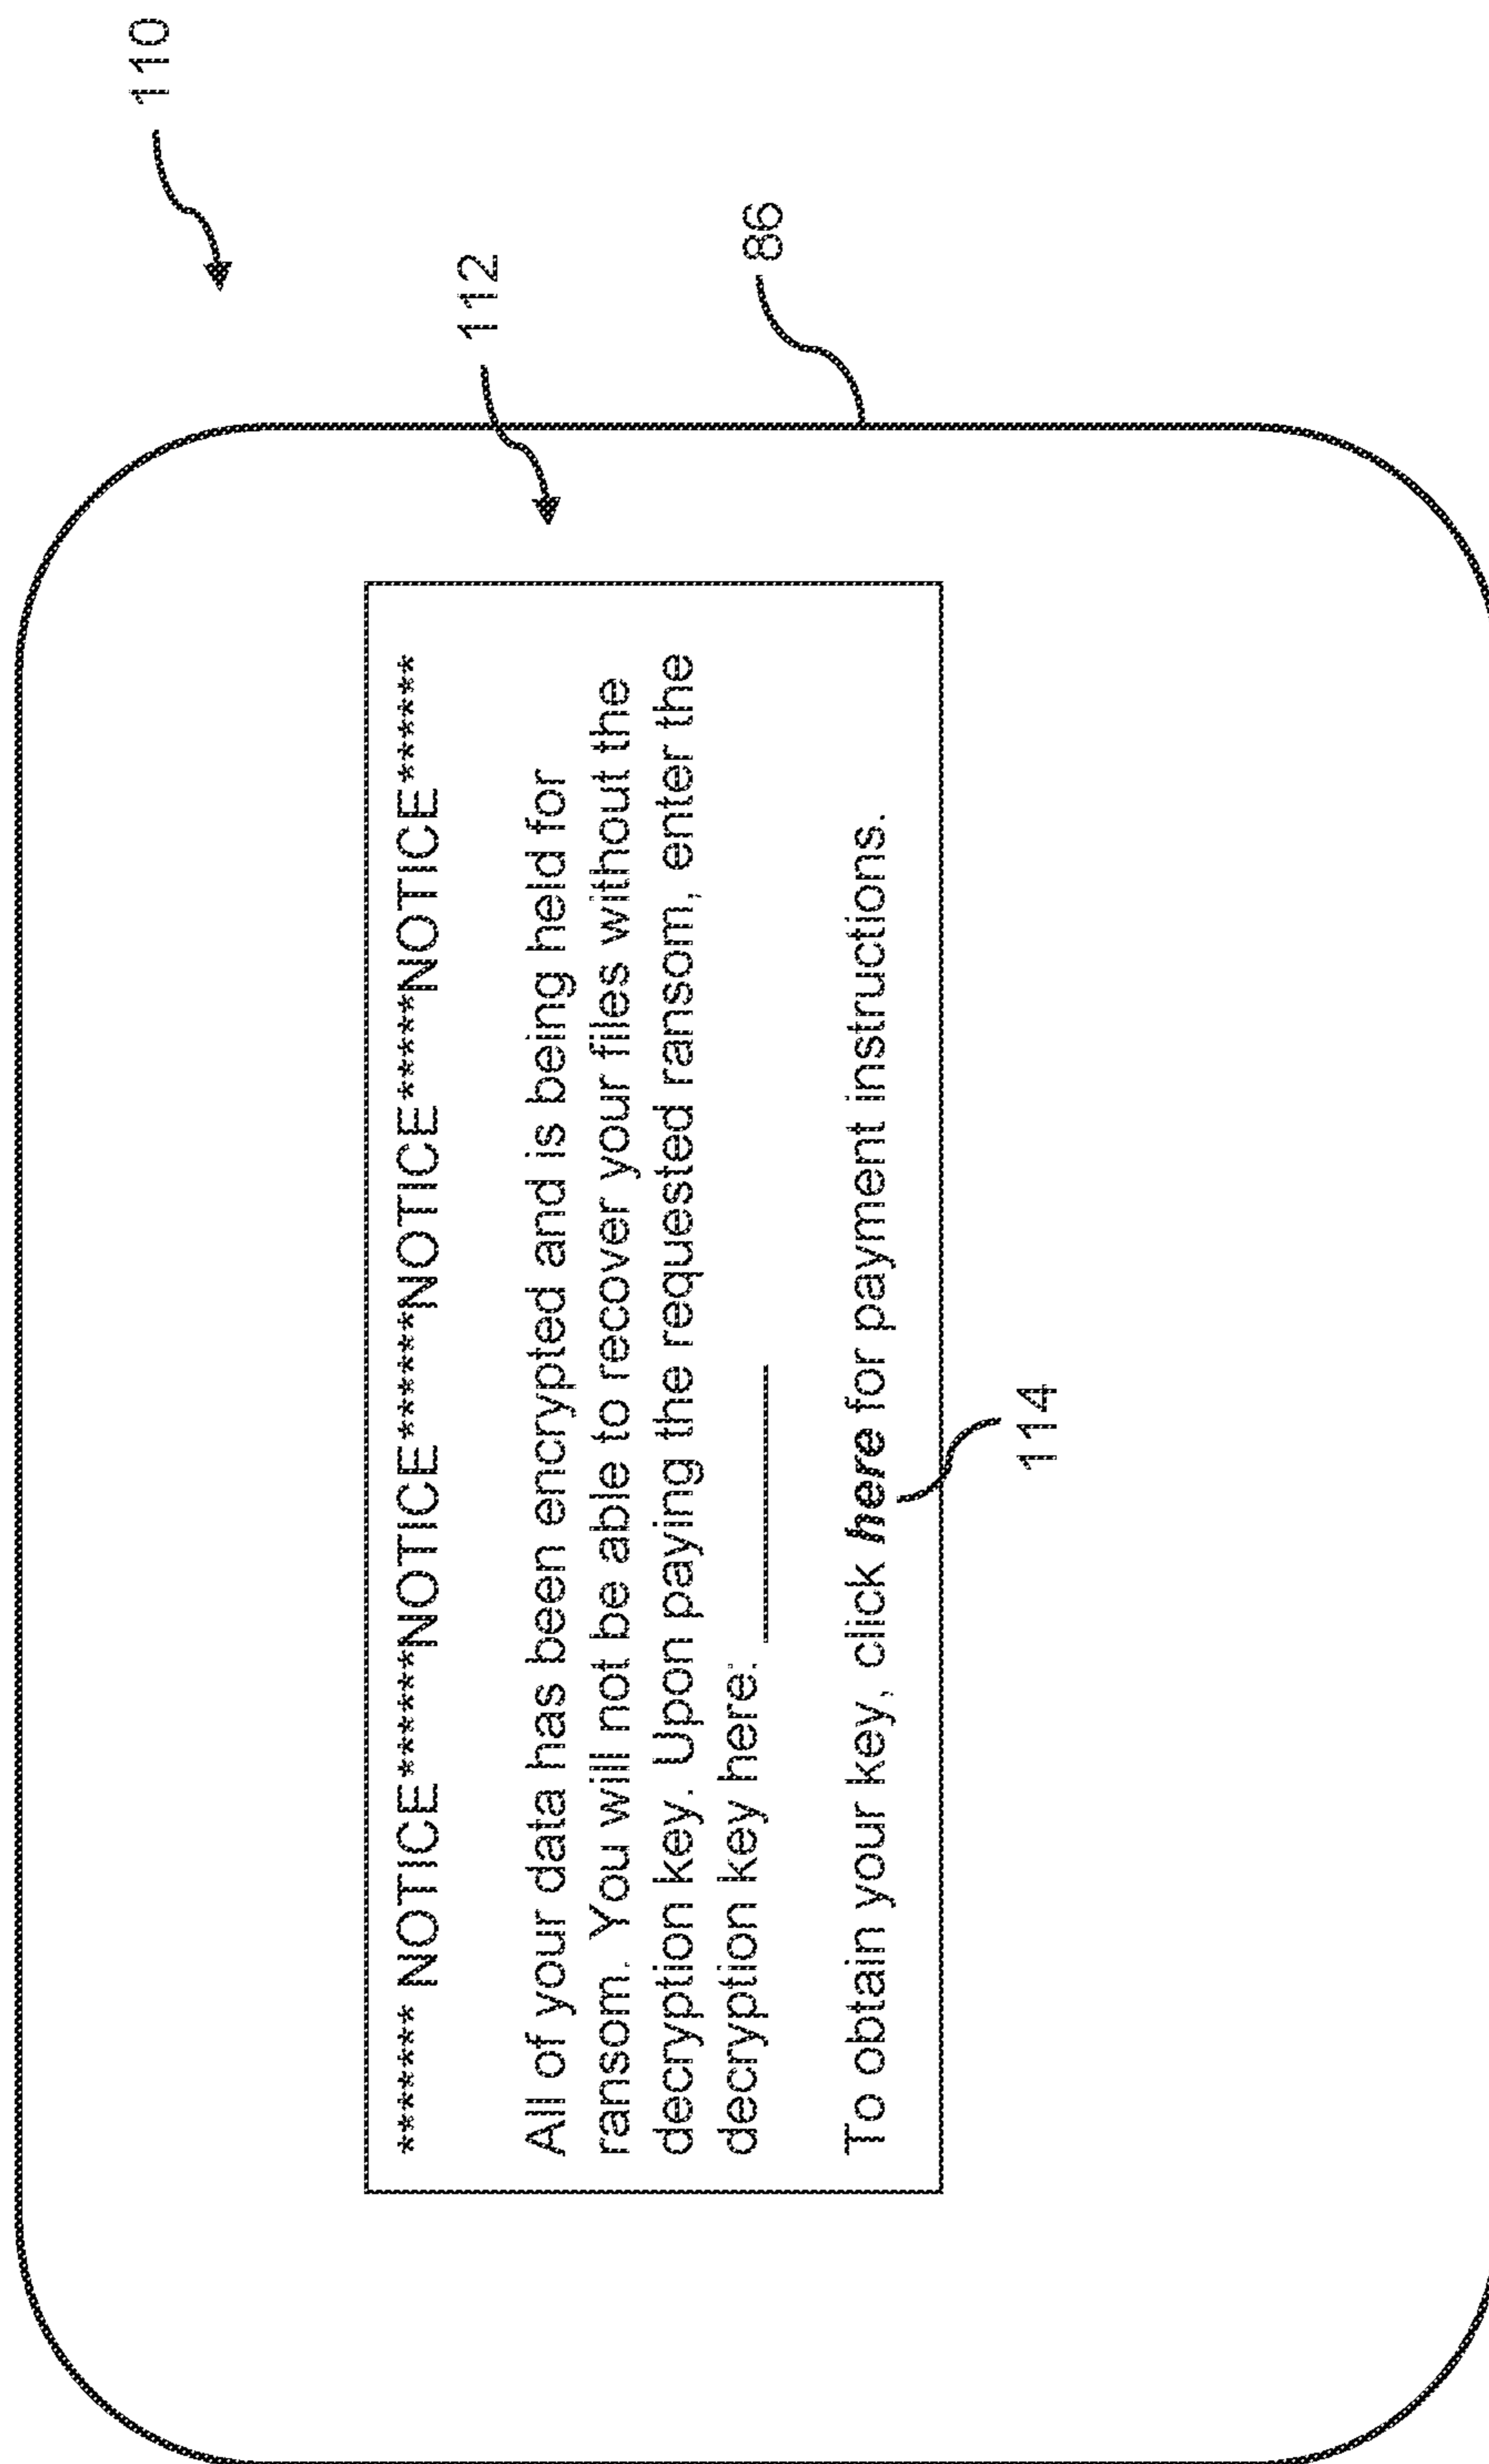 110
112
86
****** NOTICE******NOTICE******NOTICE******NOTICE******
All of your data has been encrypted and is being held for
ransom. You will not be able to recover your files without the
decryption key. Upon paying the requested ransom, enter the
decryption key here:
To obtain your key, click here for payment instructions.
114